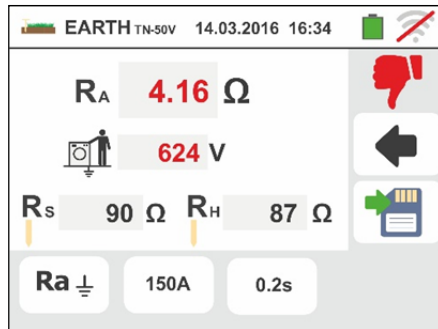 EARTH TN-50V 14.03.2016 16:34
RA 4.16 Ω
624 V
RS 90 Ω RH 87 Ω
Ra 150A 0.2s